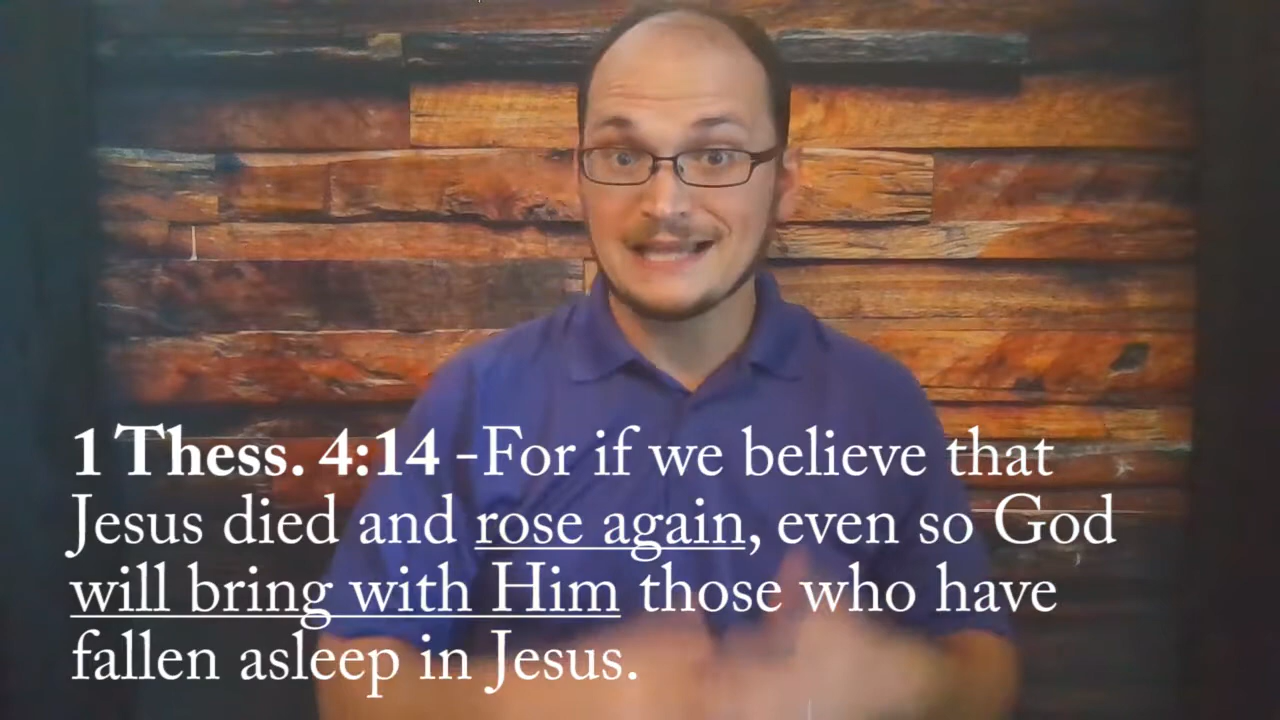 1 Thess. 4:14 -For if we believe that
Jesus died and rose again, even so God
will bring with Him those who have
fallen asleep in Jesus.